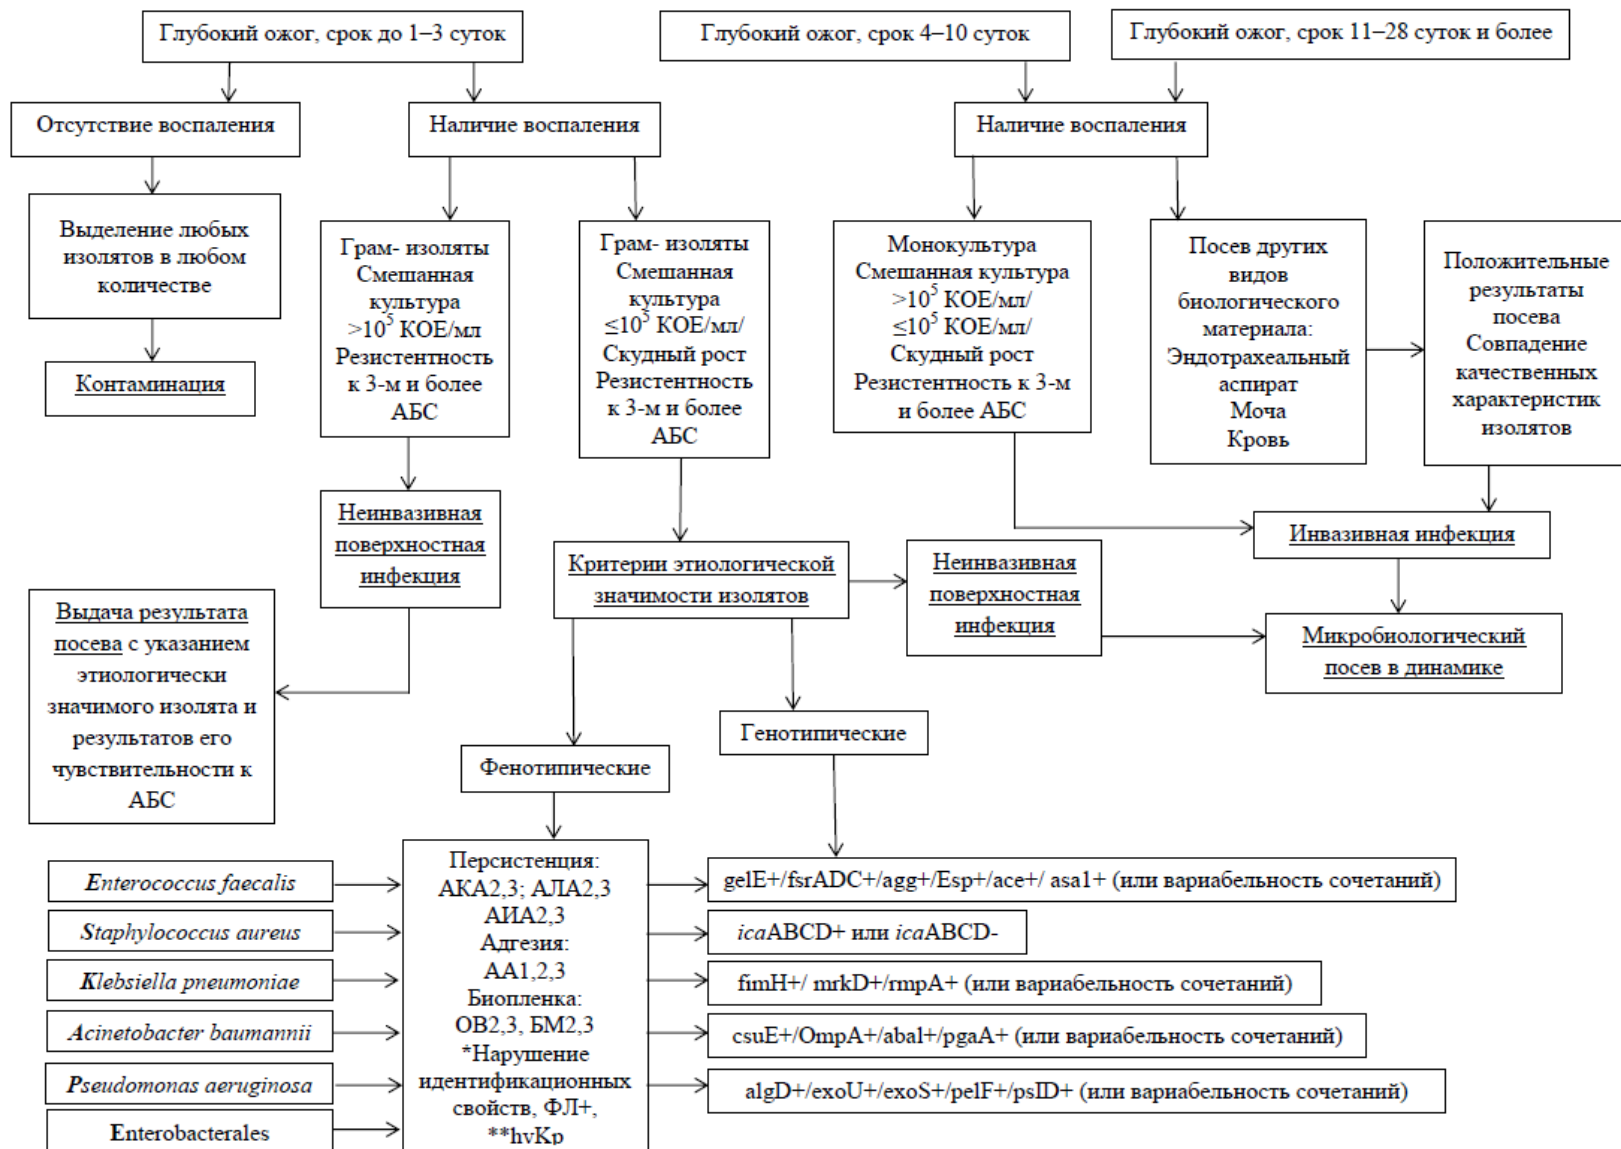 Глубокий ожог, срок до 1–3 суток
Глубокий ожог, срок 4–10 суток
Глубокий ожог, срок 11–28 суток и более
Отсутствие воспаления
Наличие воспаления
Наличие воспаления
Выделение любых
изолятов в любом
количестве
Контаминация
Грам- изоляты
Смешанная
культура
>10⁵ КОЕ/мл
Резистентность
к 3-м и более
АБС
Грам- изоляты
Смешанная
культура
≤10⁵ КОЕ/мл/
Скудный рост
Резистентность
к 3-м и более
АБС
Монокультура
Смешанная культура
>10⁵ КОЕ/мл/
≤10⁵ КОЕ/мл/
Скудный рост
Резистентность к 3-м
и более АБС
Посев других
видов
биологического
материала:
Эндотрахеальный
аспират
Моча
Кровь
Положительные
результаты
посева
Совпадение
качественных
характеристик
изолятов
Неинвазивная
поверхностная
инфекция
Критерии этиологической
значимости изолятов
Неинвазивная
поверхностная
инфекция
Инвазивная инфекция
Микробиологический
посев в динамике
Выдача результата
посева с указанием
этиологически
значимого изолята и
результатов его
чувствительности к
АБС
Фенотипические
Генотипические
Enterococcus faecalis
Staphylococcus aureus
Klebsiella pneumoniae
Acinetobacter baumannii
Pseudomonas aeruginosa
Enterobacterales
Персистенция:
АКА2,3; АЛА2,3
АИА2,3
Адгезия:
АА1,2,3
Биопленка:
ОВ2,3, БМ2,3
*Нарушение
идентификационных
свойств, ФЛ+,
**hvKp
gelE+/fsrADC+/agg+/Esp+/ace+/ asa1+ (или вариабельность сочетаний)
icaABCD+ или icaABCD-
fimH+/ mrkD+/rmpA+ (или вариабельность сочетаний)
csuE+/OmpA+/abaI+/pgaA+ (или вариабельность сочетаний)
algD+/exoU+/exoS+/pelF+/pslD+ (или вариабельность сочетаний)